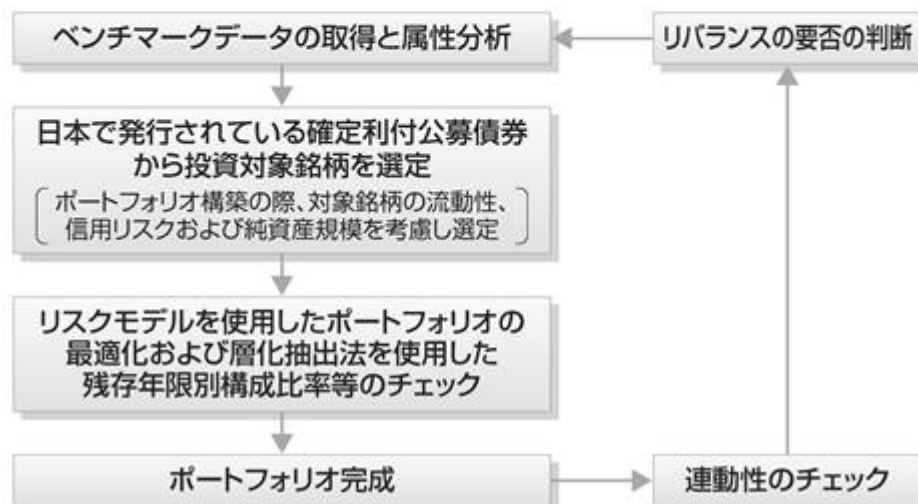 ベンチマークデータの取得と属性分析
リバランスの要否の判断
日本で発行されている確定利付公募債券
から投資対象銘柄を選定
ポートフォリオ構築の際、対象銘柄の流動性、
信用リスクおよび純資産規模を考慮し選定
リスクモデルを使用したポートフォリオの
最適化および層化抽出法を使用した
残存年限別構成比率等のチェック
ポートフォリオ完成
連動性のチェック